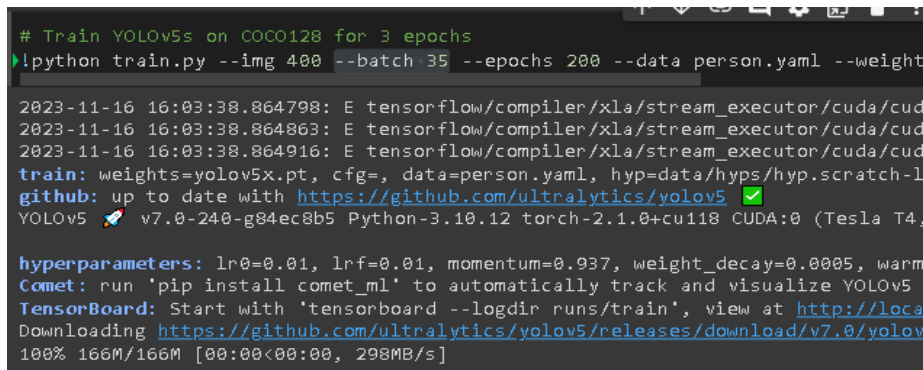 # Train YOLOv5s on COCO128 for 3 epochs
!python train.py --img 400 --batch 35 --epochs 200 --data person.yaml --weight
2023-11-16 16:03:38.864798: E tensorflow/compiler/xla/stream_executor/cuda/cud
2023-11-16 16:03:38.864863: E tensorflow/compiler/xla/stream_executor/cuda/cud
2023-11-16 16:03:38.864916: E tensorflow/compiler/xla/stream_executor/cuda/cud
train: weights=yolov5x.pt, cfg=, data=person.yaml, hyp=data/hyps/hyp.scratch-l
github: up to date with https://github.com/ultralytics/yolov5 ✅
YOLOv5 🚀 v7.0-240-g84ec8b5 Python-3.10.12 torch-2.1.0+cu118 CUDA:0 (Tesla T4,
hyperparameters: lr0=0.01, lrf=0.01, momentum=0.937, weight_decay=0.0005, warm
Comet: run 'pip install comet_ml' to automatically track and visualize YOLOv5
TensorBoard: Start with 'tensorboard --logdir runs/train', view at http://loca
Downloading https://github.com/ultralytics/yolov5/releases/download/v7.0/yolov
100% 166M/166M [00:00<00:00, 298MB/s]